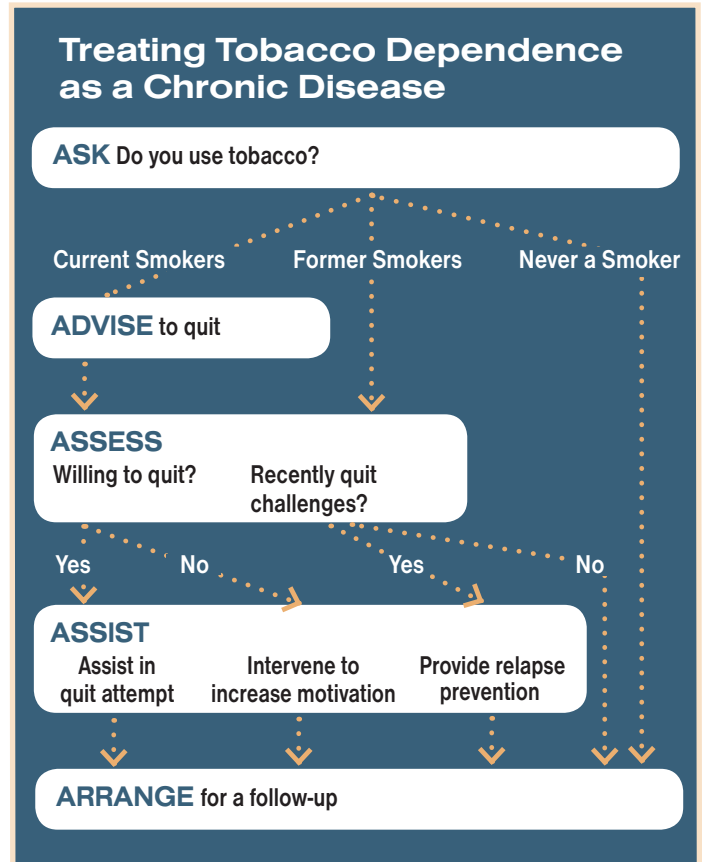 Treating Tobacco Dependence
as a Chronic Disease
ASK Do you use tobacco?
Current Smokers Former Smokers Never a Smoker
ADVISE to quit
ASSESS
Willing to quit? Recently quit
challenges?
Yes No Yes No
ASSIST
Assist in Intervene to Provide relapse
quit attempt increase motivation prevention
ARRANGE for a follow-up